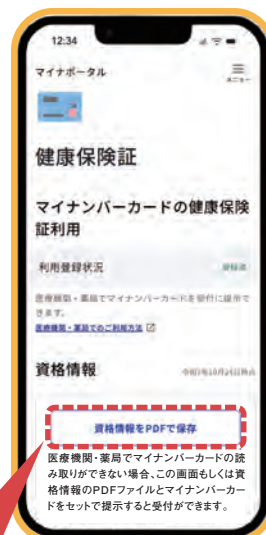 12:34
マイナポータル
メニュー
健康保険証
マイナンバーカードの健康保険
証利用
利用登録状況
登録済
医療機関・薬局でマイナンバーカードを受付に提示で
きます。
医療機関・薬局でのご利用方法
資格情報
資格情報をPDFで保存
医療機関・薬局でマイナンバーカードの読
み取りができない場合、この画面もしくは資
格情報のPDFファイルとマイナンバーカー
ドをセットで提示すると受付ができます。